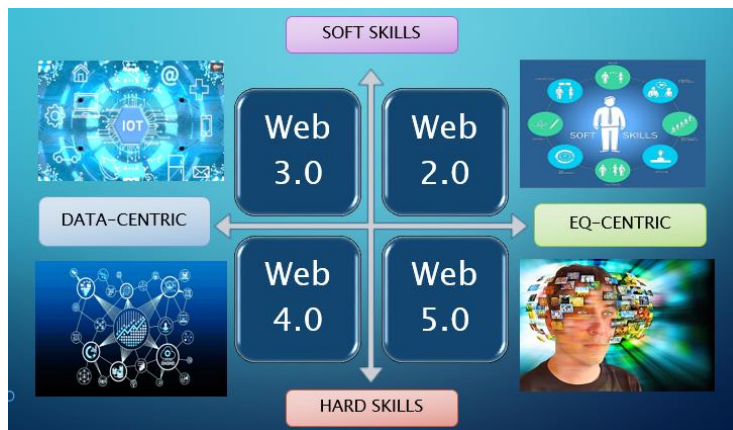 SOFT SKILLS
IOT
Web
3.0
Web
2.0
SOFT SKILLS
DATA-CENTRIC
EQ-CENTRIC
Web
4.0
Web
5.0
HARD SKILLS